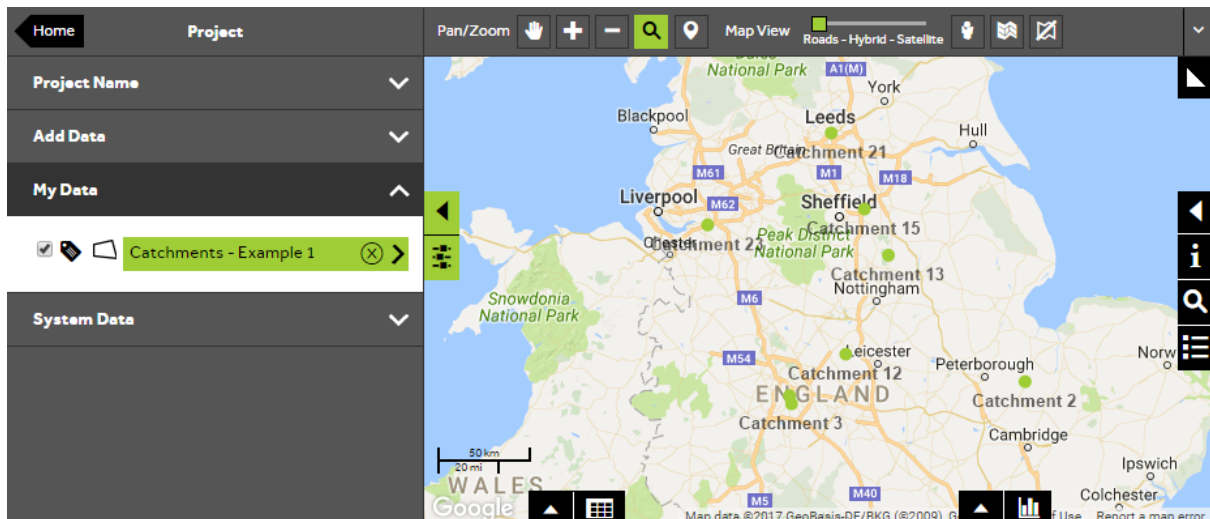 Home
Project
Pan/Zoom
Map View
Roads - Hybrid - Satellite
Project Name
Add Data
My Data
Catchments - Example 1
System Data
National Park
A1(M)
York
Blackpool
Leeds
Hull
Great Britain
Catchment 21
M61
M1
M18
Liverpool
M62
Sheffield
Catchment 15
Chester
Catchment 23
Peak District
National Park
Catchment 13
Nottingham
Snowdonia
National Park
M6
M54
Leicester
Catchment 12
Peterborough
Norw
ENGLAND
Catchment 2
Catchment 3
Cambridge
50 km
20 mi
WALES
Ipswich
Colchester
Google
M5
M40
Map data ©2017 GeoBasis-DE/BKG (©2009), G
f Use
Report a map error